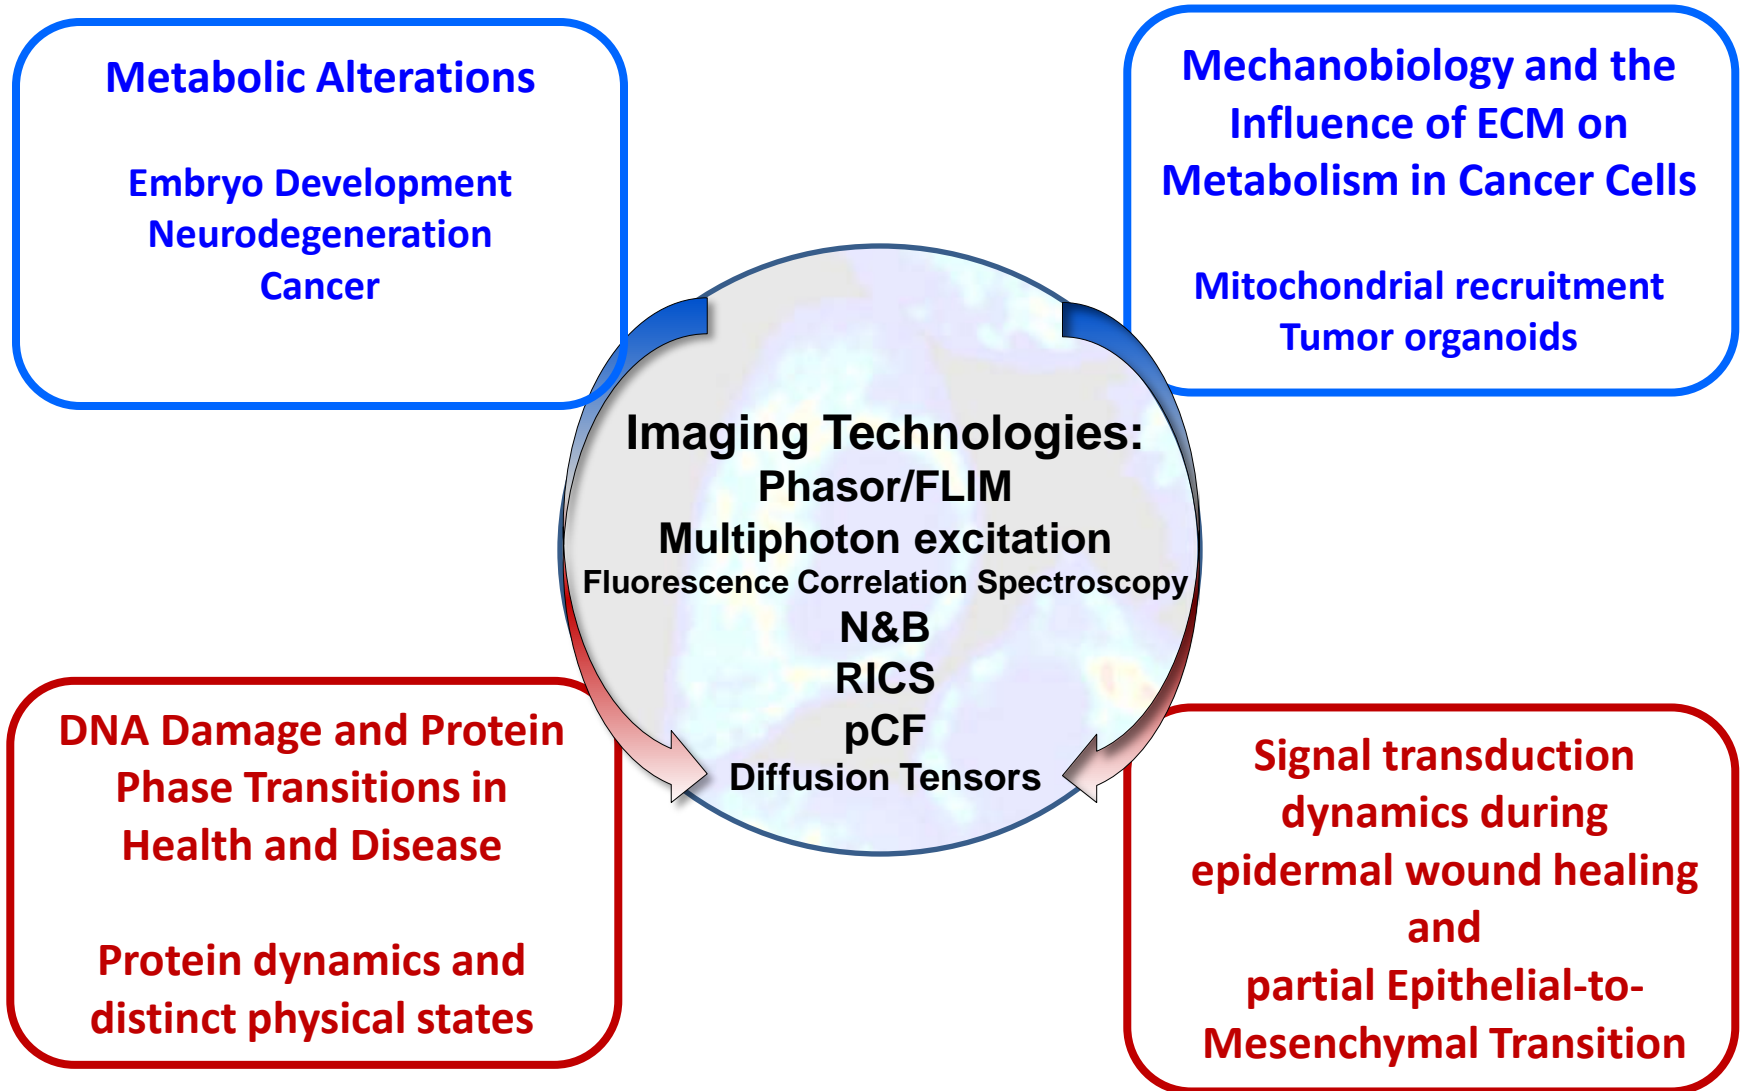 Metabolic Alterations
Embryo Development
Neurodegeneration
Cancer
Mechanobiology and the
Influence of ECM on
Metabolism in Cancer Cells
Mitochondrial recruitment
Tumor organoids
Imaging Technologies:
Phasor/FLIM
Multiphoton excitation
Fluorescence Correlation Spectroscopy
N&B
RICS
pCF
Diffusion Tensors
DNA Damage and Protein
Phase Transitions in
Health and Disease
Protein dynamics and
distinct physical states
Signal transduction
dynamics during
epidermal wound healing
and
partial Epithelial-to-
Mesenchymal Transition